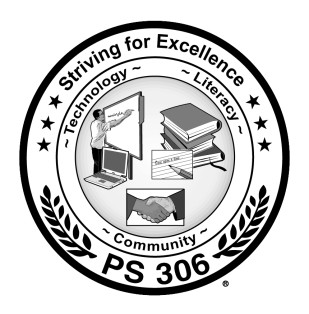 Striving for Excellence
~ Technology ~
~ Literacy ~
~ Community ~
PS 306
®